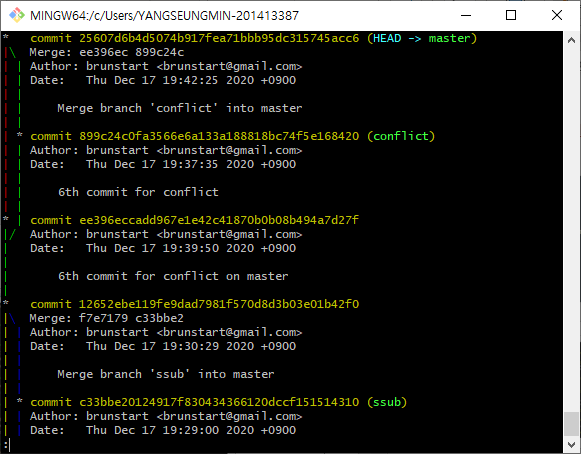 MINGW64:/c/Users/YANGSEUNGMIN-201413387
* commit 25607d6b4d5074b917fea71bbb95dc315745acc6 (HEAD -> master)
|\ Merge: ee396ec 899c24c
| | Author: brunstart <brunstart@gmail.com>
| | Date: Thu Dec 17 19:42:25 2020 +0900
| |
| | Merge branch 'conflict' into master
| |
| * commit 899c24c0fa3566e6a133a188818bc74f5e168420 (conflict)
| | Author: brunstart <brunstart@gmail.com>
| | Date: Thu Dec 17 19:37:35 2020 +0900
| |
| | 6th commit for conflict
| |
* | commit ee396eccadd967e1e42c41870b0b08b494a7d27f
|/ Author: brunstart <brunstart@gmail.com>
| Date: Thu Dec 17 19:39:50 2020 +0900
|
| 6th commit for conflict on master
|
* commit 12652ebe119fe9dad7981f570d8d3b03e01b42f0
|\ Merge: f7e7179 c33bbe2
| | Author: brunstart <brunstart@gmail.com>
| | Date: Thu Dec 17 19:30:29 2020 +0900
| |
| | Merge branch 'ssub' into master
| |
| * commit c33bbe20124917f830434366120dccf151514310 (ssub)
| | Author: brunstart <brunstart@gmail.com>
| | Date: Thu Dec 17 19:29:00 2020 +0900
: